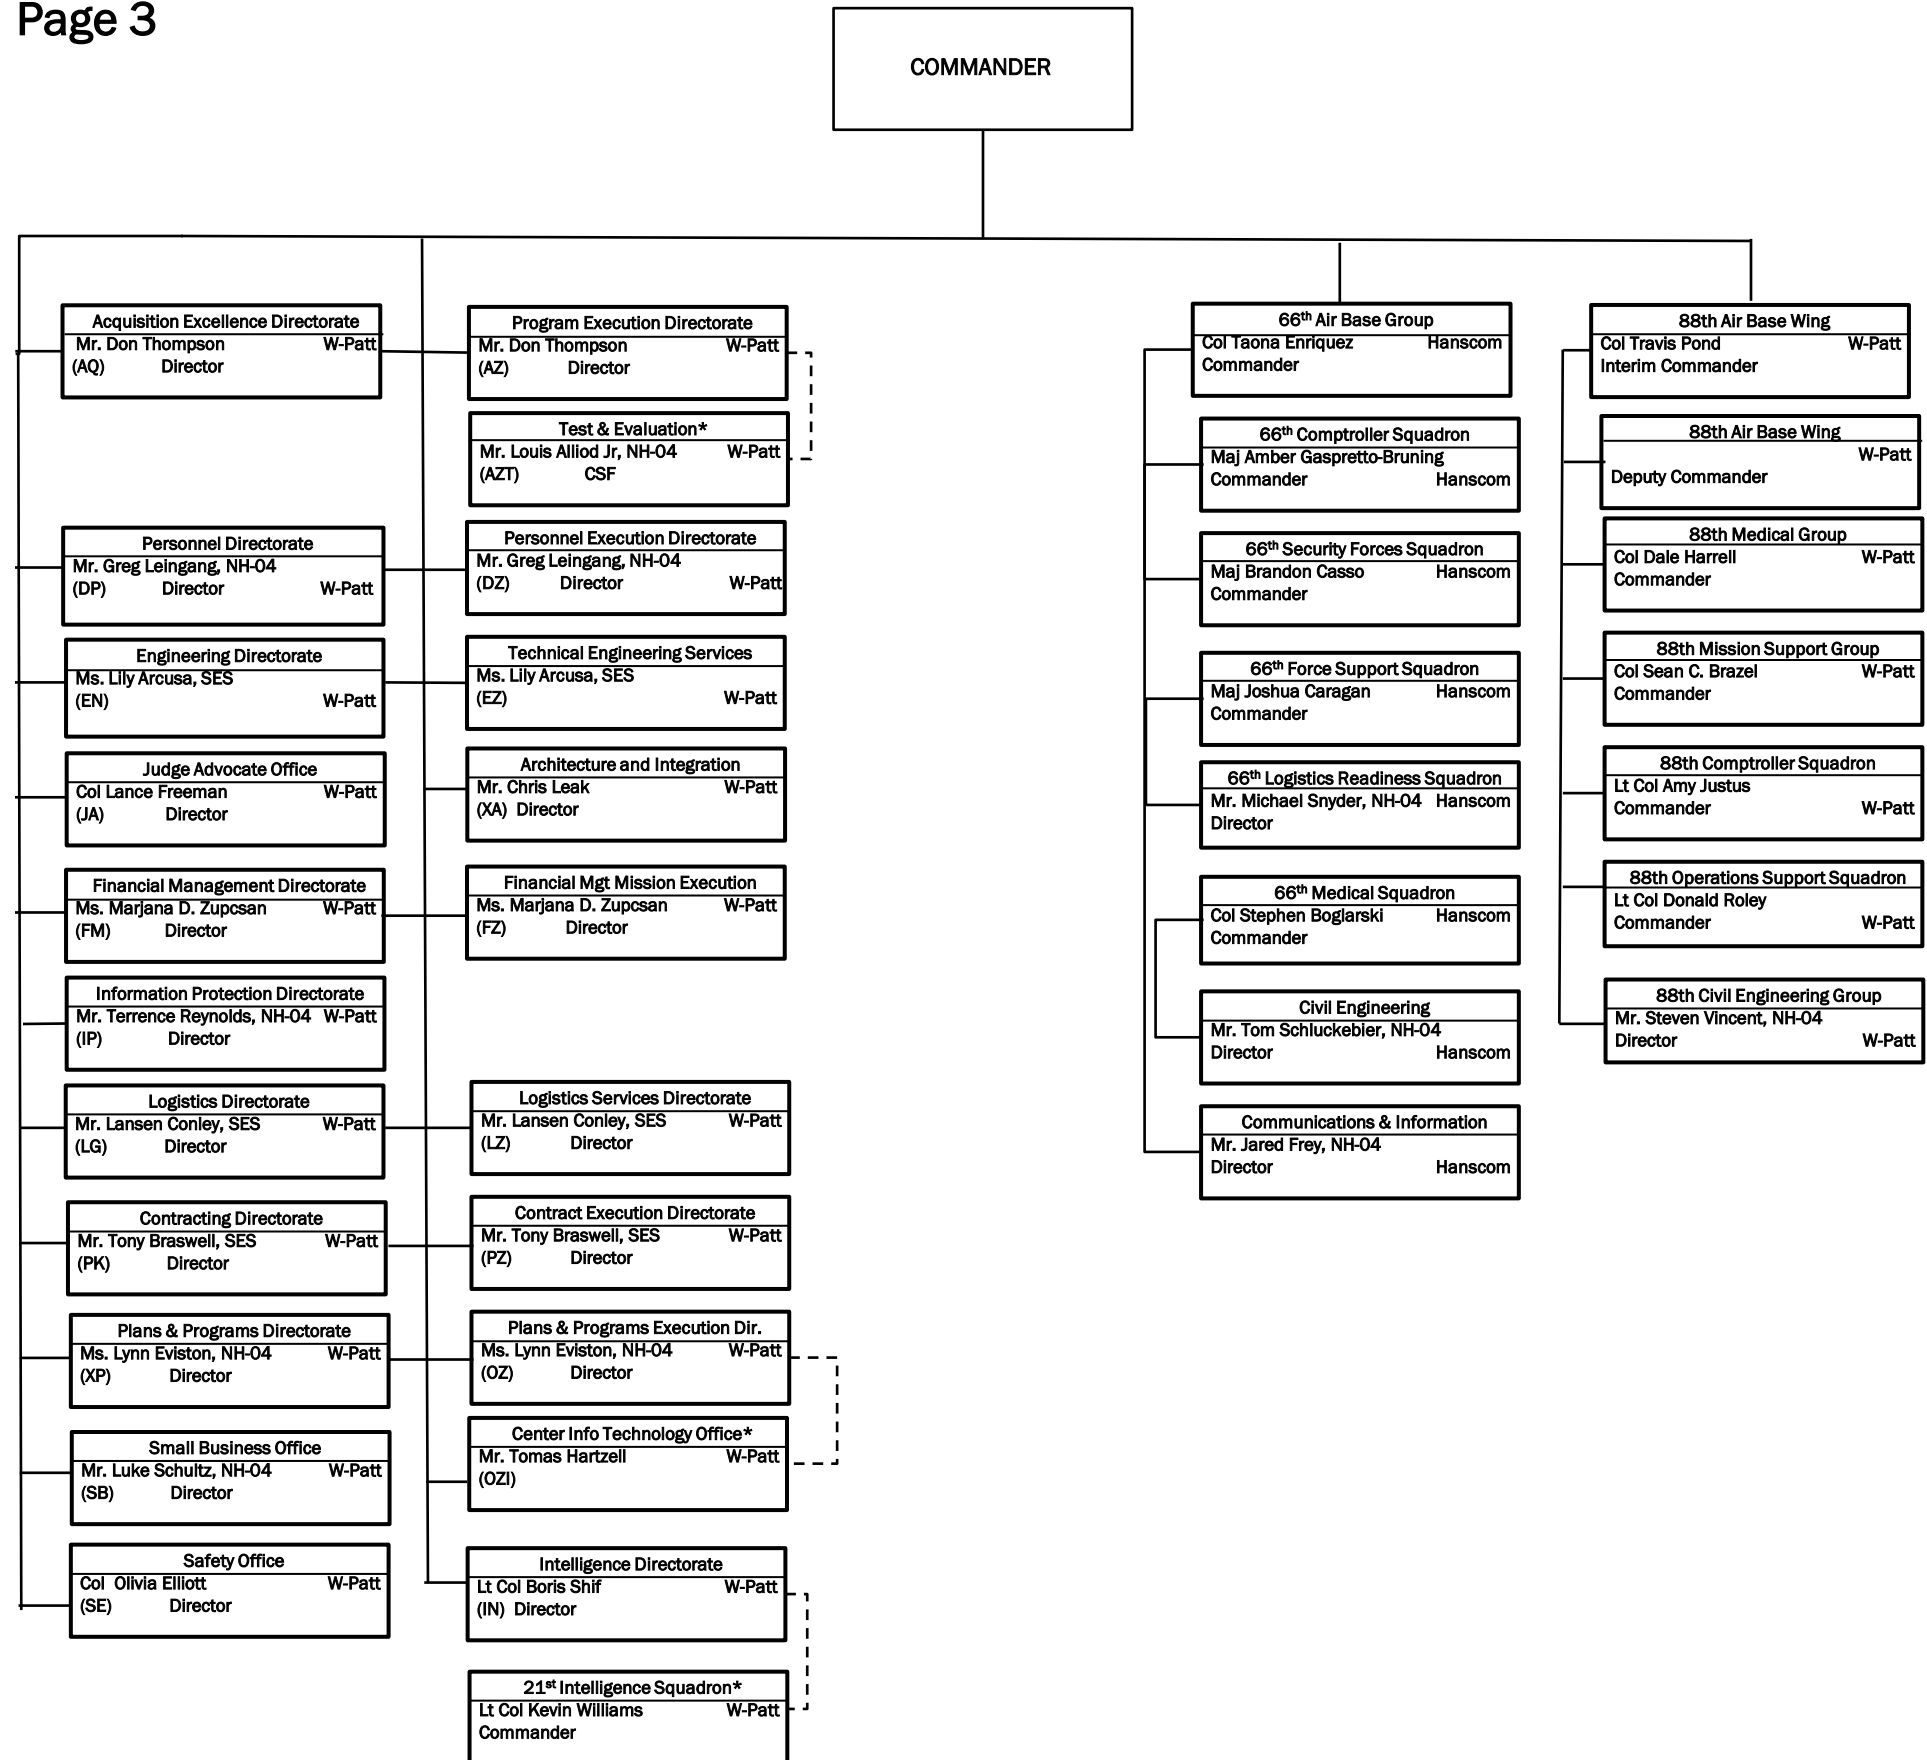 Page 3
COMMANDER
Acquisition Excellence Directorate
Mr. Don Thompson W-Patt
(AQ) Director
Personnel Directorate
Mr. Greg Leingang, NH-04
(DP) Director W-Patt
Engineering Directorate
Ms. Lily Arcusa, SES
(EN) W-Patt
Judge Advocate Office
Col Lance Freeman W-Patt
(JA) Director
Financial Management Directorate
Ms. Marjana D. Zupcsan W-Patt
(FM) Director
Information Protection Directorate
Mr. Terrence Reynolds, NH-04 W-Patt
(IP) Director
Logistics Directorate
Mr. Lansen Conley, SES W-Patt
(LG) Director
Contracting Directorate
Mr. Tony Braswell, SES W-Patt
(PK) Director
Plans & Programs Directorate
Ms. Lynn Eviston, NH-04 W-Patt
(XP) Director
Small Business Office
Mr. Luke Schultz, NH-04 W-Patt
(SB) Director
Safety Office
Col Olivia Elliott W-Patt
(SE) Director
Program Execution Directorate
Mr. Don Thompson W-Patt
(AZ) Director
Test & Evaluation*
Mr. Louis Alliod Jr, NH-04 W-Patt
(AZT) CSF
Personnel Execution Directorate
Mr. Greg Leingang, NH-04
(DZ) Director W-Patt
Technical Engineering Services
Ms. Lily Arcusa, SES
(EZ) W-Patt
Architecture and Integration
Mr. Chris Leak W-Patt
(XA) Director
Financial Mgt Mission Execution
Ms. Marjana D. Zupcsan W-Patt
(FZ) Director
Logistics Services Directorate
Mr. Lansen Conley, SES W-Patt
(LZ) Director
Contract Execution Directorate
Mr. Tony Braswell, SES W-Patt
(PZ) Director
Plans & Programs Execution Dir.
Ms. Lynn Eviston, NH-04 W-Patt
(OZ) Director
Center Info Technology Office*
Mr. Tomas Hartzell W-Patt
(OZI)
Intelligence Directorate
Lt Col Boris Shif W-Patt
(IN) Director
21st Intelligence Squadron*
Lt Col Kevin Williams W-Patt
Commander
66th Air Base Group
Col Taona Enriquez Hanscom
Commander
66th Comptroller Squadron
Maj Amber Gaspretto-Bruning
Commander Hanscom
66th Security Forces Squadron
Maj Brandon Casso Hanscom
Commander
66th Force Support Squadron
Maj Joshua Caragan Hanscom
Commander
66th Logistics Readiness Squadron
Mr. Michael Snyder, NH-04 Hanscom
Director
66th Medical Squadron
Col Stephen Boglarski Hanscom
Commander
Civil Engineering
Mr. Tom Schluckebier, NH-04
Director Hanscom
Communications & Information
Mr. Jared Frey, NH-04
Director Hanscom
88th Air Base Wing
Col Travis Pond W-Patt
Interim Commander
88th Air Base Wing
W-Patt
Deputy Commander
88th Medical Group
Col Dale Harrell W-Patt
Commander
88th Mission Support Group
Col Sean C. Brazel W-Patt
Commander
88th Comptroller Squadron
Lt Col Amy Justus
Commander W-Patt
88th Operations Support Squadron
Lt Col Donald Roley
Commander W-Patt
88th Civil Engineering Group
Mr. Steven Vincent, NH-04
Director W-Patt